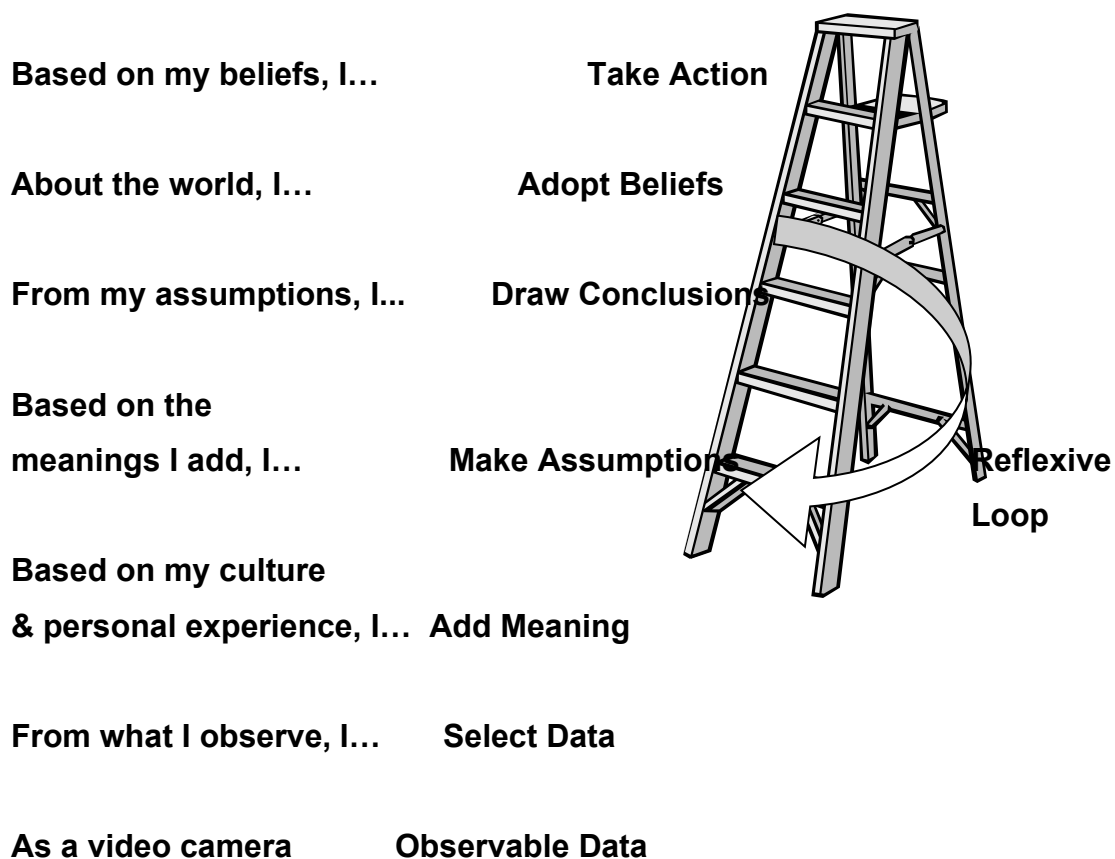 Based on my beliefs, I… Take Action
About the world, I… Adopt Beliefs
From my assumptions, I... Draw Conclusions
Based on the
meanings I add, I… Make Assumptions Reflexive
Loop
Based on my culture
& personal experience, I… Add Meaning
From what I observe, I… Select Data
As a video camera Observable Data